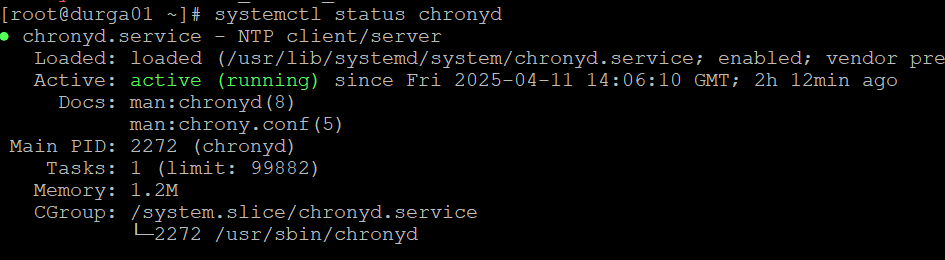 [root@durga01 ~]# systemctl status chronyd
● chronyd.service - NTP client/server
   Loaded: loaded (/usr/lib/systemd/system/chronyd.service; enabled; vendor pre
   Active: active (running) since Fri 2025-04-11 14:06:10 GMT; 2h 12min ago
     Docs: man:chronyd(8)
           man:chrony.conf(5)
 Main PID: 2272 (chronyd)
    Tasks: 1 (limit: 99882)
   Memory: 1.2M
   CGroup: /system.slice/chronyd.service
           └─2272 /usr/sbin/chronyd